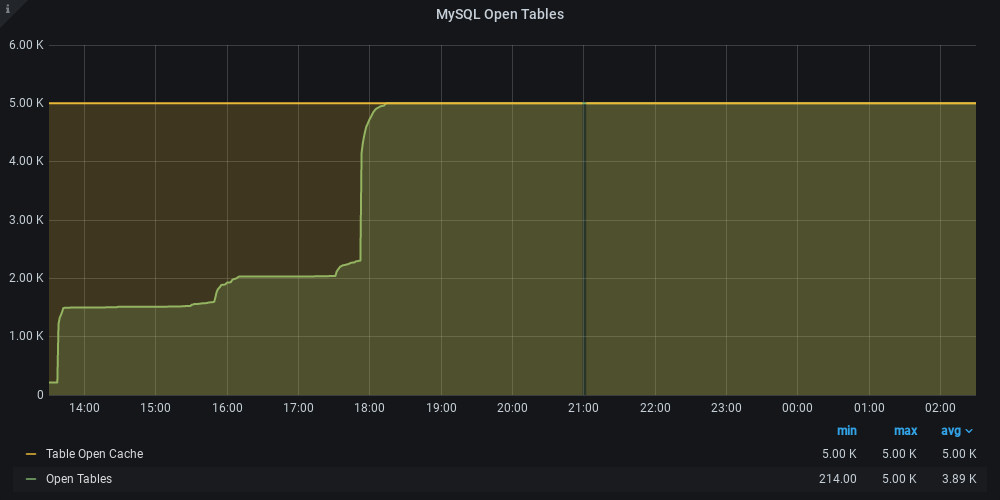 i
MySQL Open Tables
6.00 K
5.00 K
4.00 K
3.00 K
2.00 K
1.00 K
0
14:00 15:00 16:00 17:00 18:00 19:00 20:00 21:00 22:00 23:00 00:00 01:00 02:00
min max avg
Table Open Cache 5.00 K 5.00 K 5.00 K
Open Tables 214.00 5.00 K 3.89 K